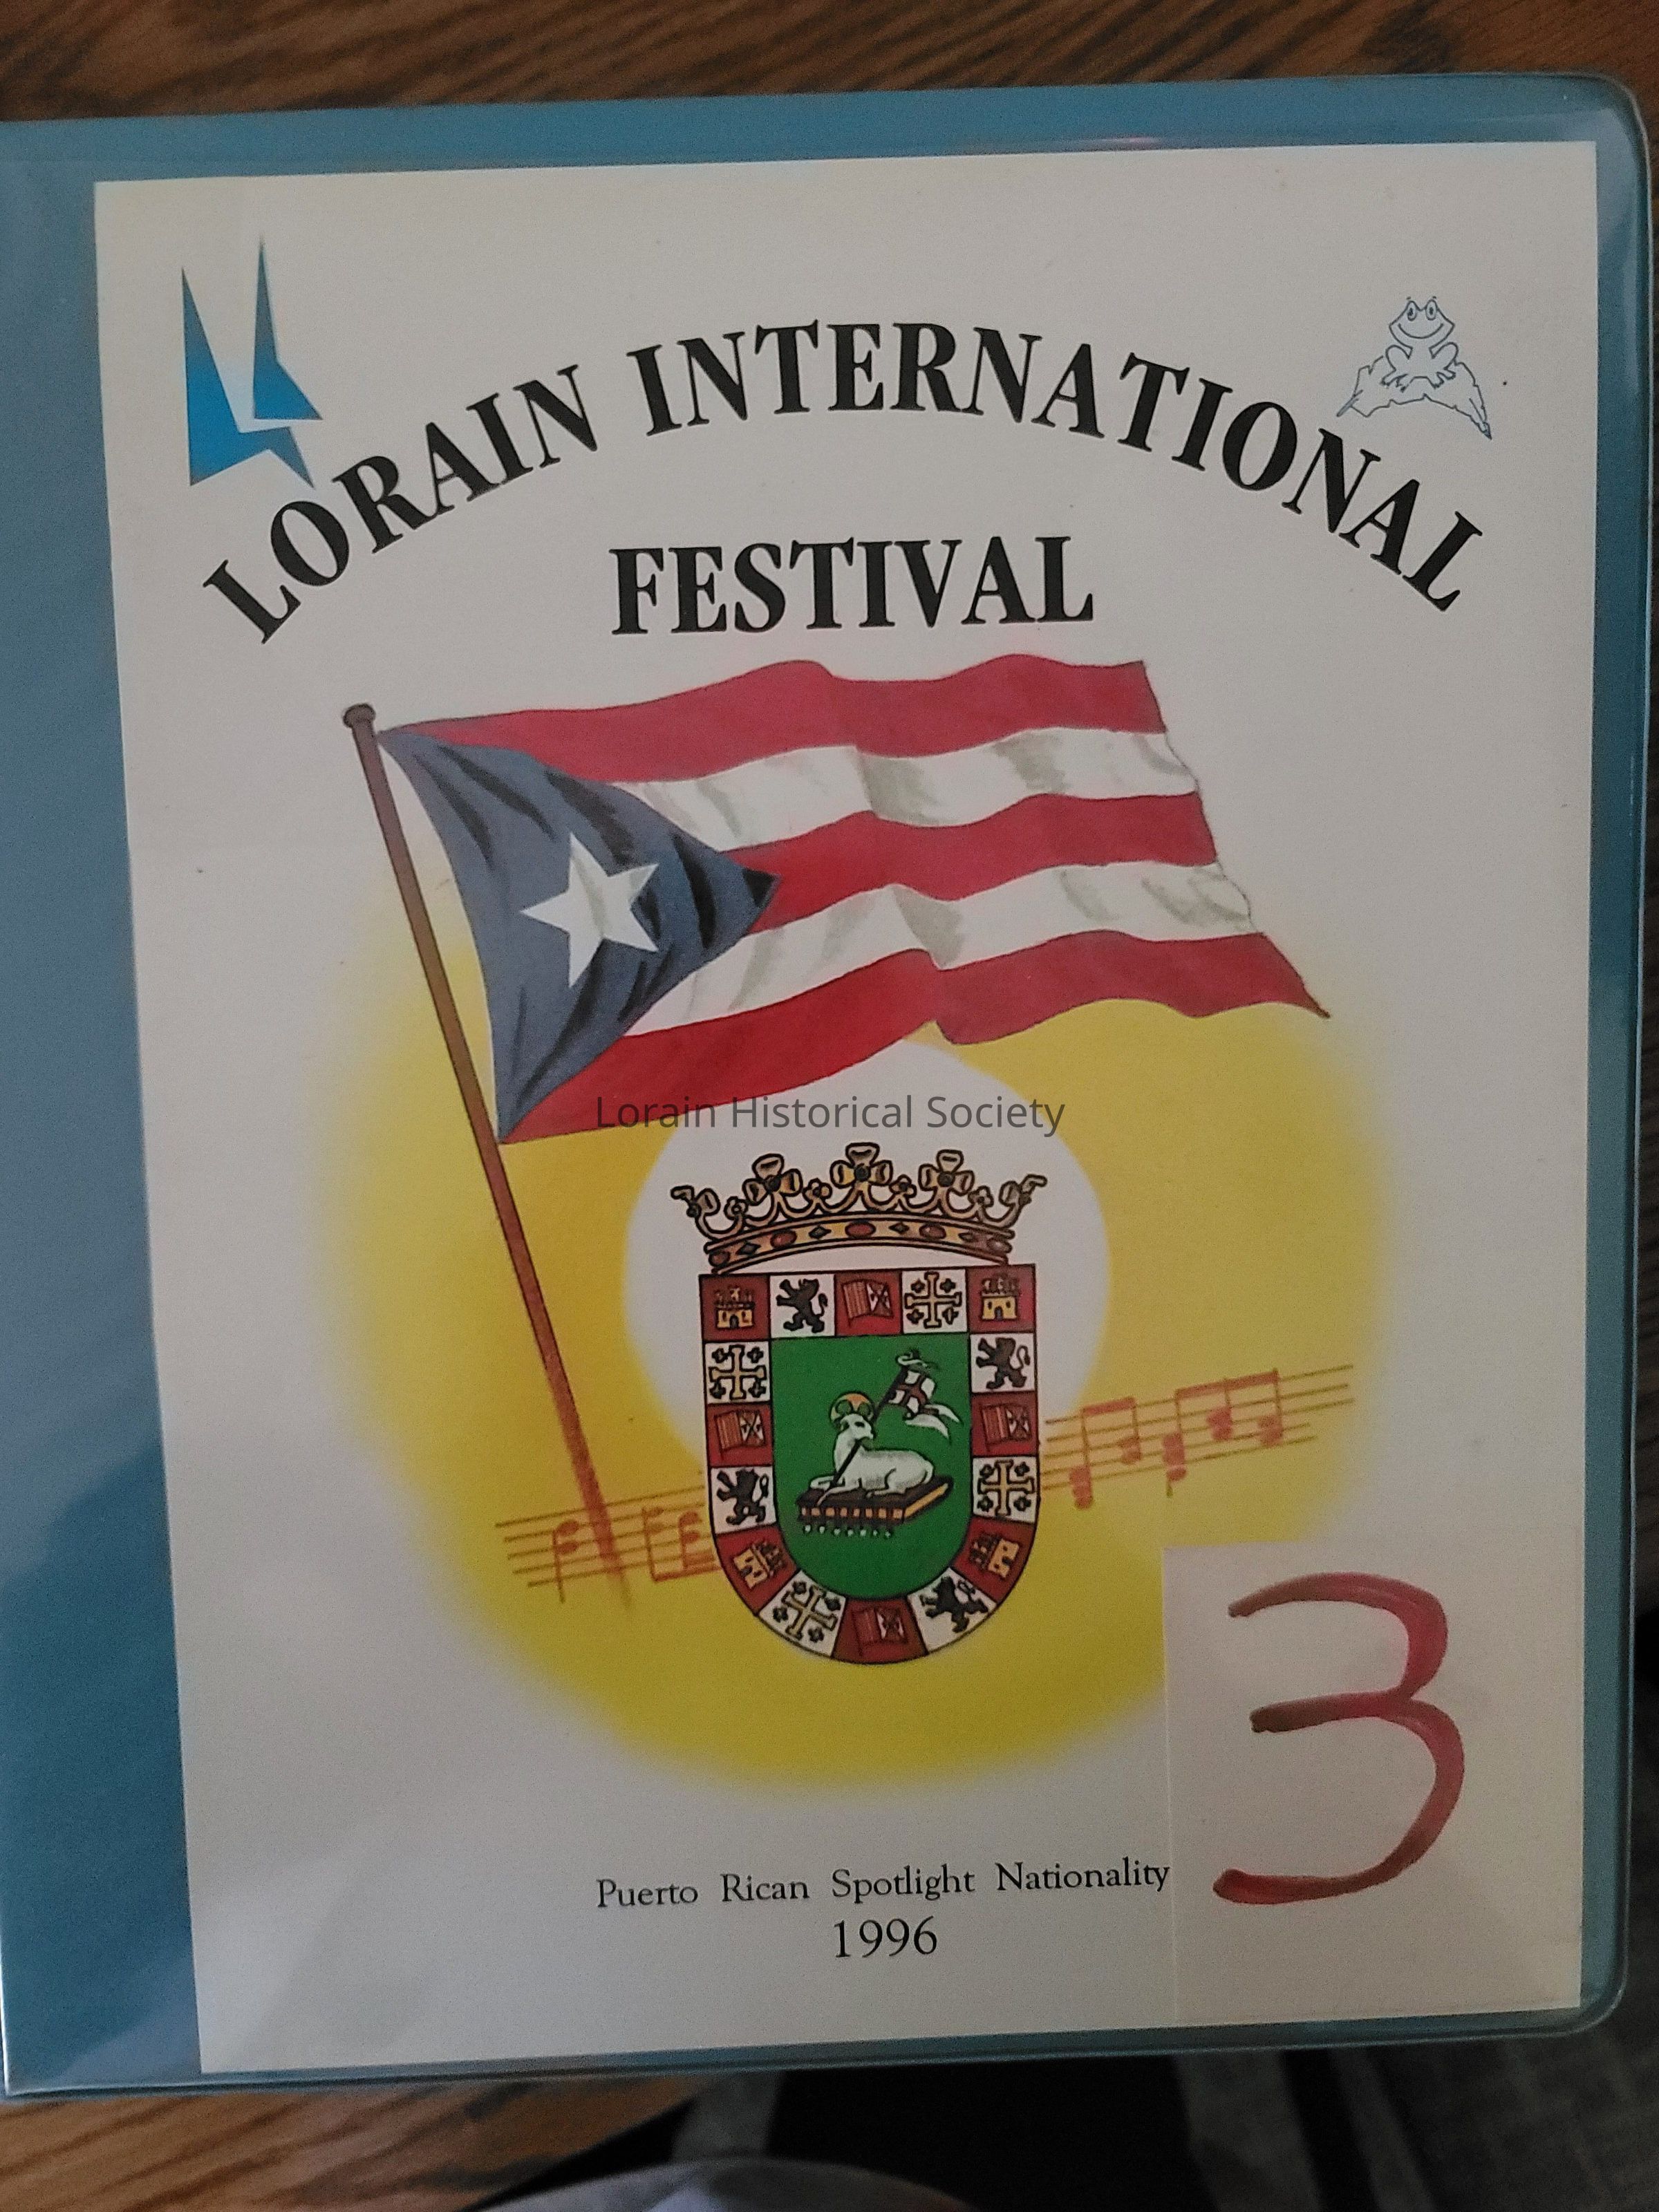 LORAIN INTERNATIONAL
FESTIVAL
Lorain Historical Society
3
Puerto Rican Spotlight Nationality
1996